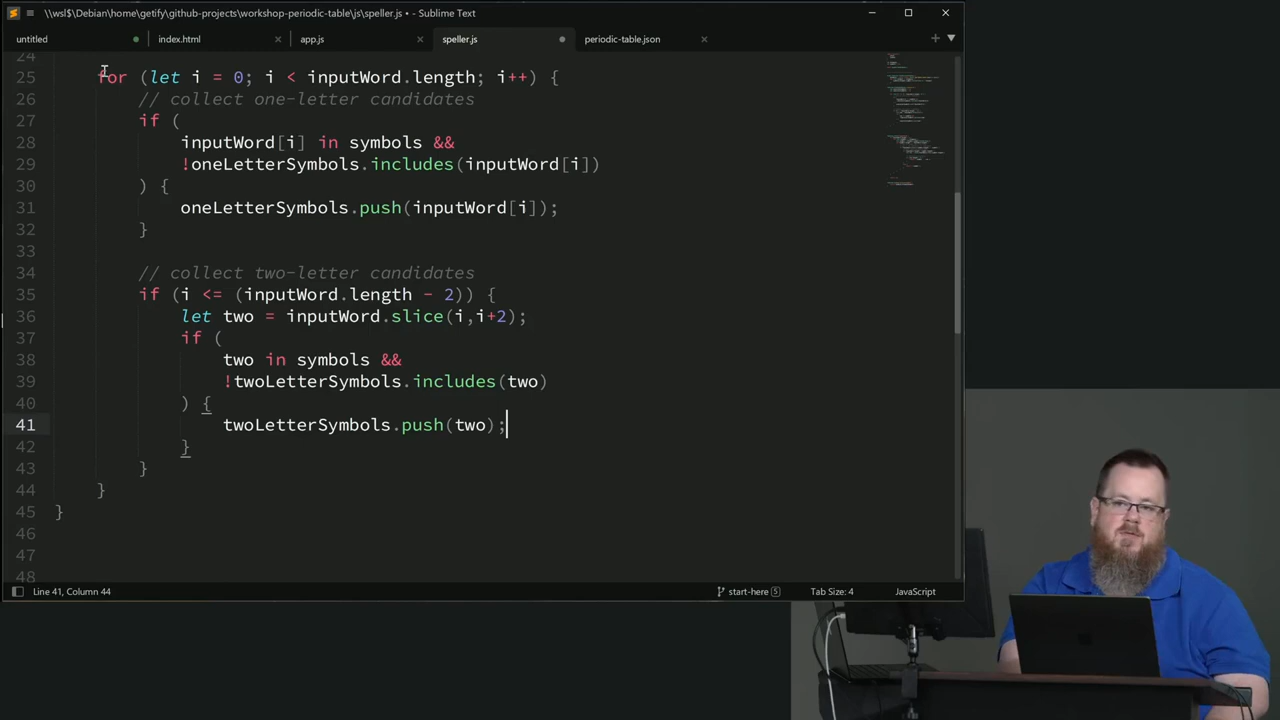 \\wsl$\Debian\home\getify\github-projects\workshop-periodic-table\js\speller.js • - Sublime Text
untitled index.html app.js speller.js periodic-table.json
24
25 for (let i = 0; i < inputWord.length; i++) {
26 // collect one-letter candidates
27 if (
28 inputWord[i] in symbols &&
29 !oneLetterSymbols.includes(inputWord[i])
30 ) {
31 oneLetterSymbols.push(inputWord[i]);
32 }
33
34 // collect two-letter candidates
35 if (i <= (inputWord.length - 2)) {
36 let two = inputWord.slice(i,i+2);
37 if (
38 two in symbols &&
39 !twoLetterSymbols.includes(two)
40 ) {
41 twoLetterSymbols.push(two);
42 }
43 }
44 }
45 }
46
47
48
Line 41, Column 44 start-here 5 Tab Size: 4 JavaScript